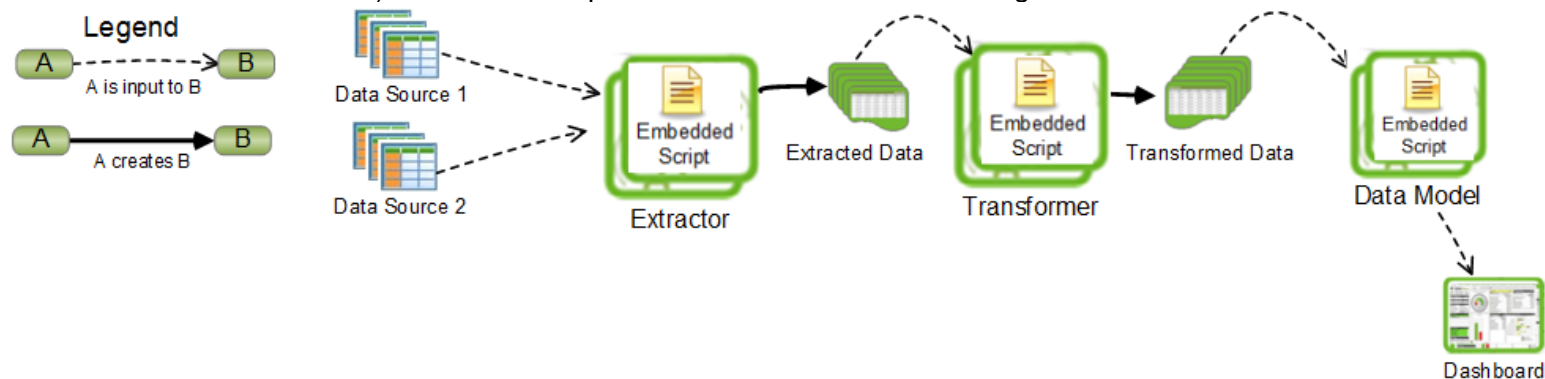 Legend
A
B
A is input to B
A
B
A creates B
Data Source 1
Data Source 2
Embedded
Script
Extractor
Extracted Data
Embedded
Script
Transformer
Transformed Data
Embedded
Script
Data Model
Dashboard